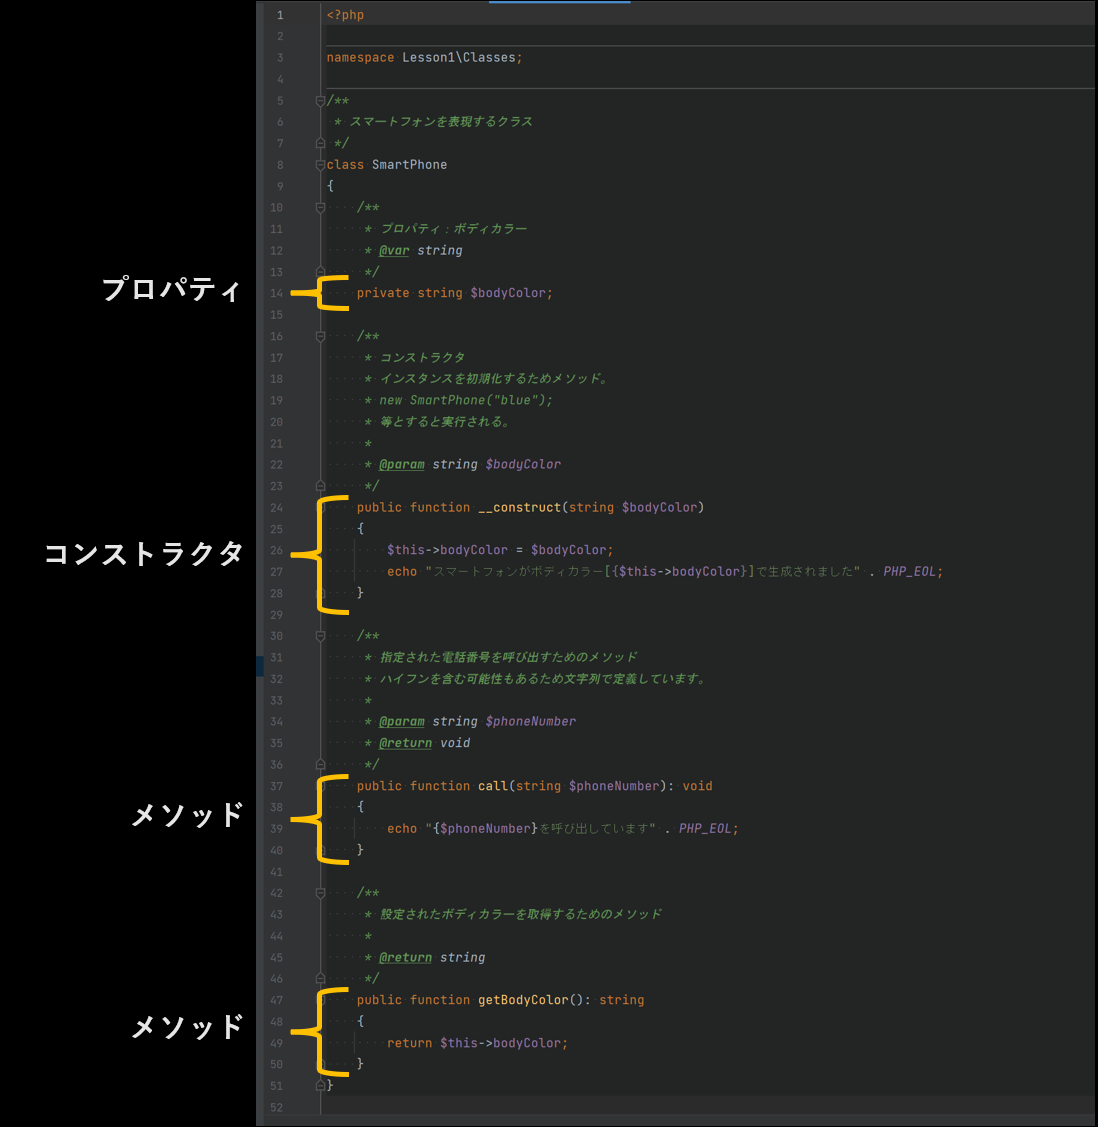 1 <?php
2
3 namespace Lesson1\Classes;
4
5 /**
6 * スマートフォンを表現するクラス
7 */
8 class SmartPhone
9 {
10 /**
11 * プロパティ：ボディカラー
12 * @var string
13 */
プロパティ
14 private string $bodyColor;
15
16 /**
17 * コンストラクタ
18 * インスタンスを初期化するためメソッド。
19 * new SmartPhone("blue");
20 * 等とすると実行される。
21 *
22 * @param string $bodyColor
23 */
24 public function __construct(string $bodyColor)
25 {
コンストラクタ
26 $this->bodyColor = $bodyColor;
27 echo "スマートフォンがボディカラー[{$this->bodyColor}]で生成されました" . PHP_EOL;
28 }
29
30 /**
31 * 指定された電話番号を呼び出すためのメソッド
32 * ハイフンを含む可能性もあるため文字列で定義しています。
33 *
34 * @param string $phoneNumber
35 * @return void
36 */
37 public function call(string $phoneNumber): void
38 {
メソッド
39 echo "{$phoneNumber}を呼び出しています" . PHP_EOL;
40 }
41
42 /**
43 * 設定されたボディカラーを取得するためのメソッド
44 *
45 * @return string
46 */
47 public function getBodyColor(): string
48 {
メソッド
49 return $this->bodyColor;
50 }
51 }
52